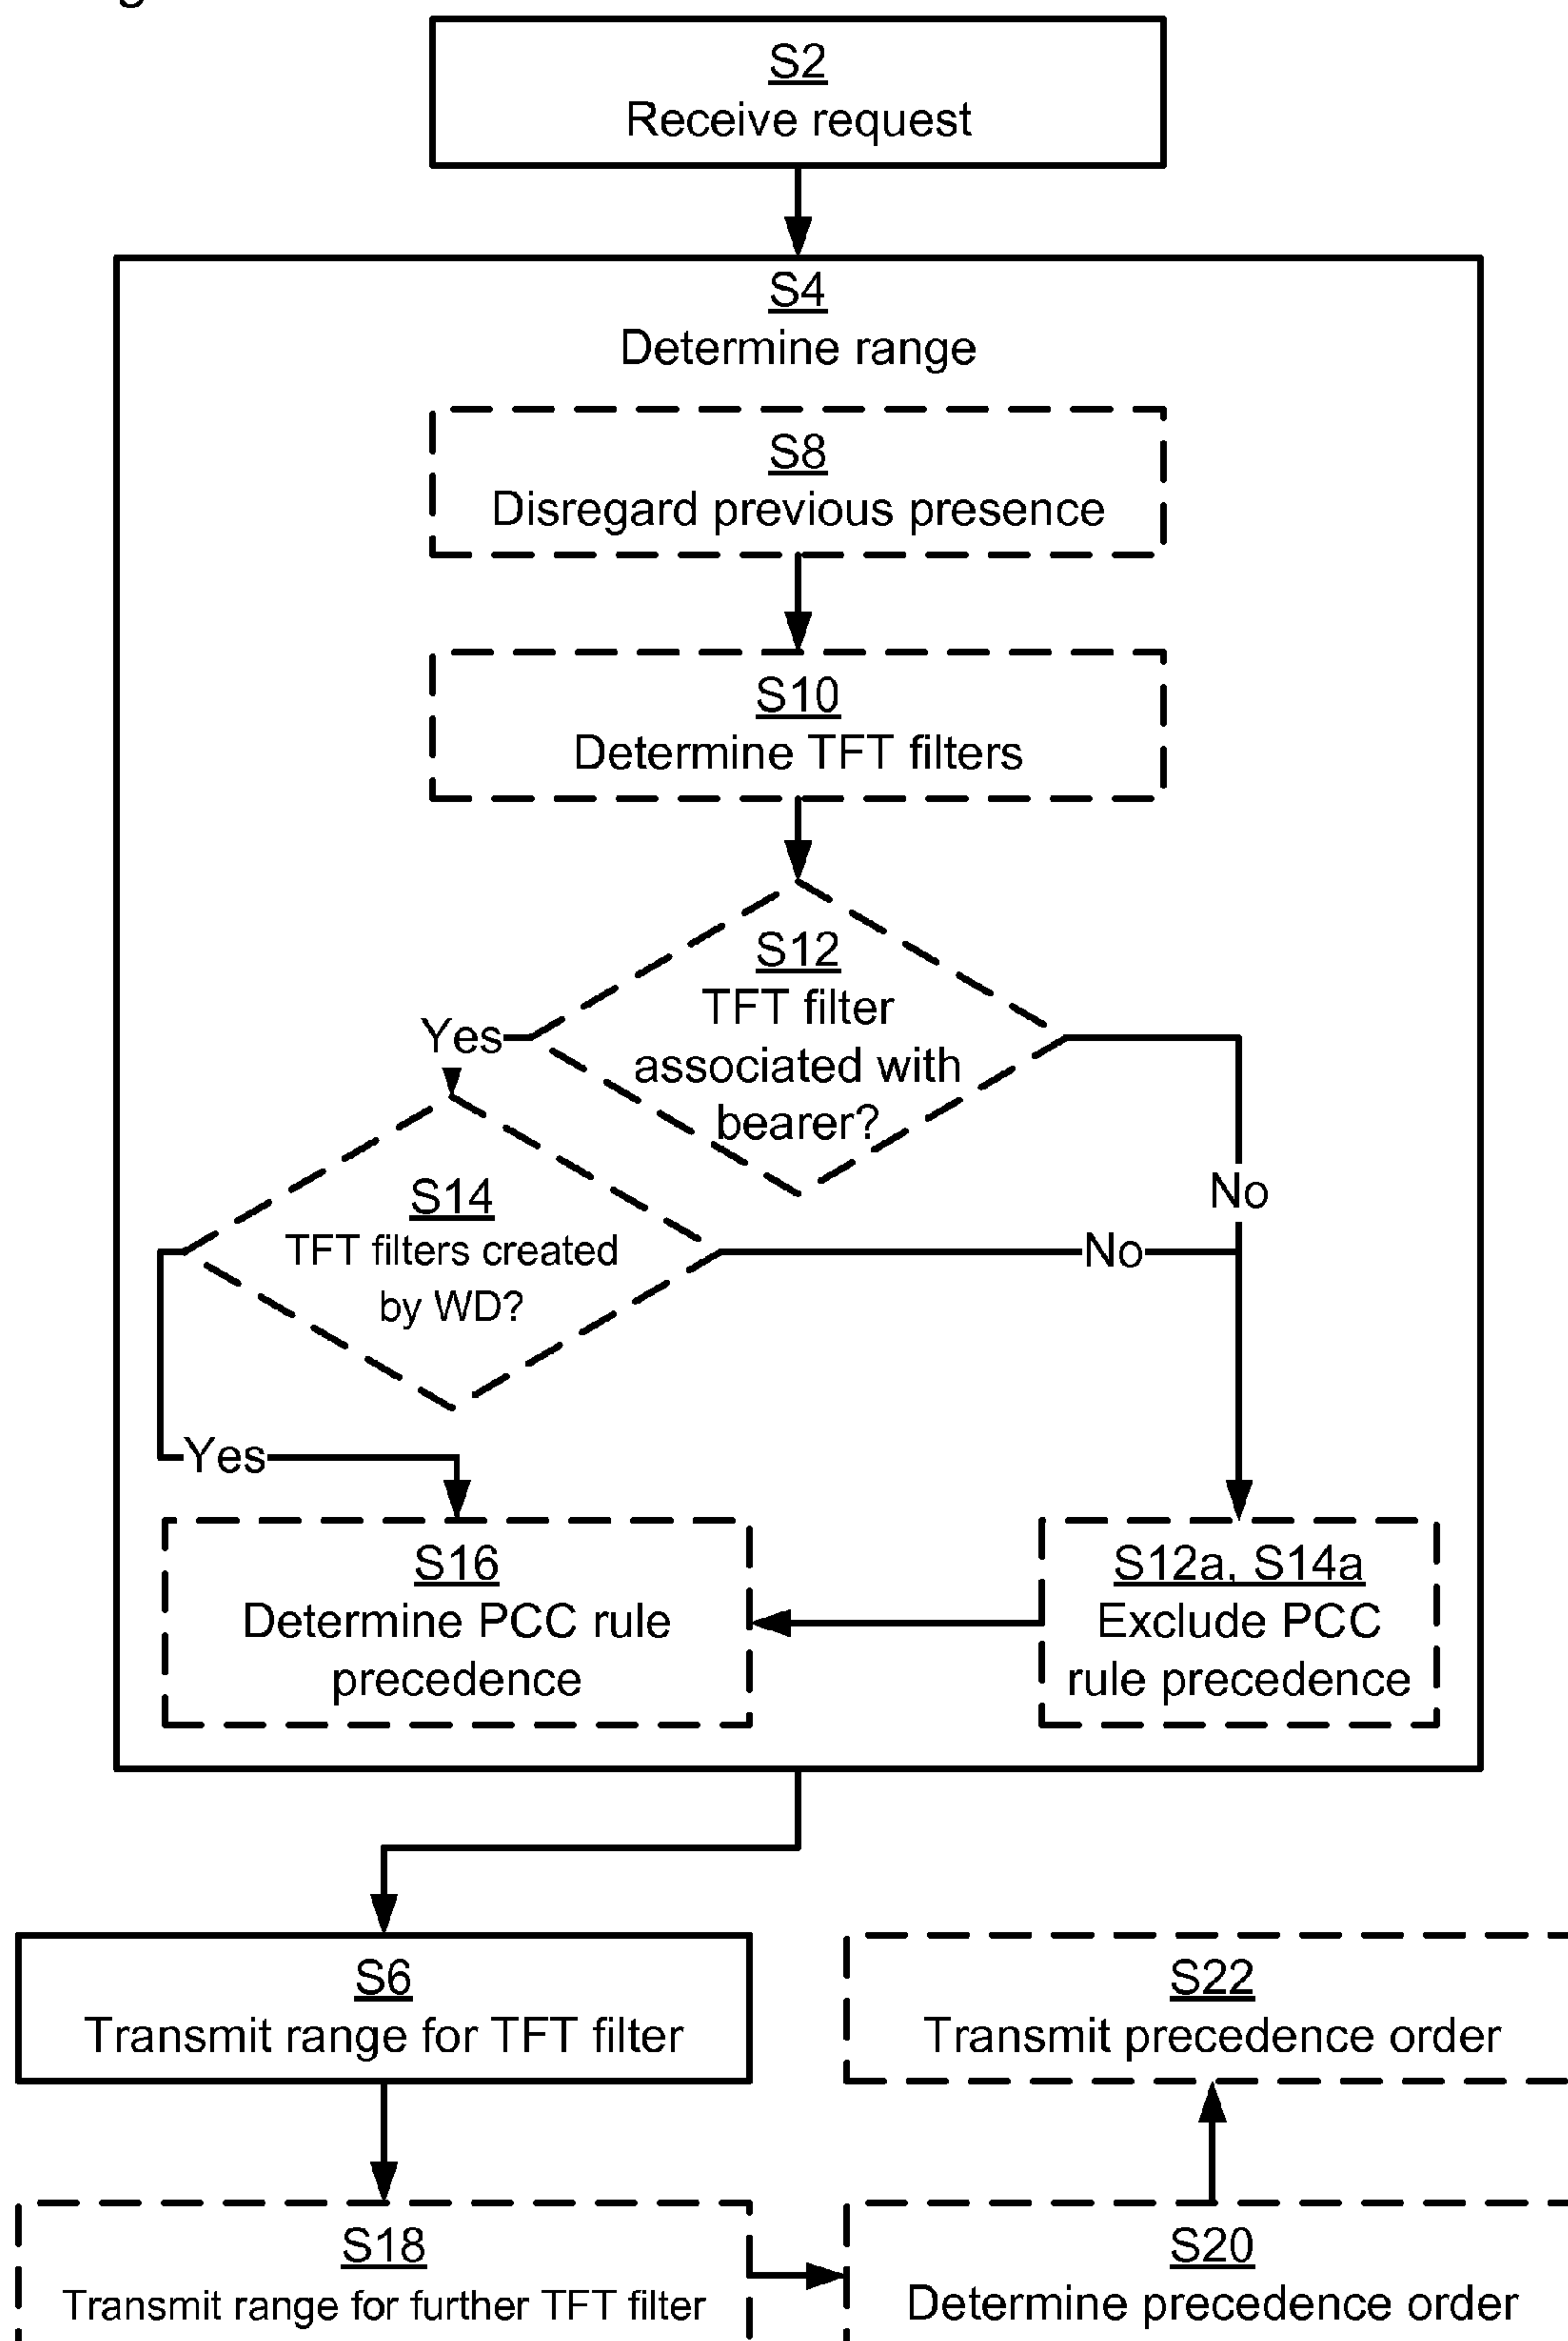 S2
Receive request
S4
Determine range
S8
Disregard previous presence
S10
Determine TFT filters
S12
TFT filter
associated with
bearer?
Yes
No
S14
TFT filters created
by WD?
No
Yes
S16
Determine PCC rule
precedence
S12a, S14a
Exclude PCC
rule precedence
S6
Transmit range for TFT filter
S22
Transmit precedence order
S18
Transmit range for further TFT filter
S20
Determine precedence order